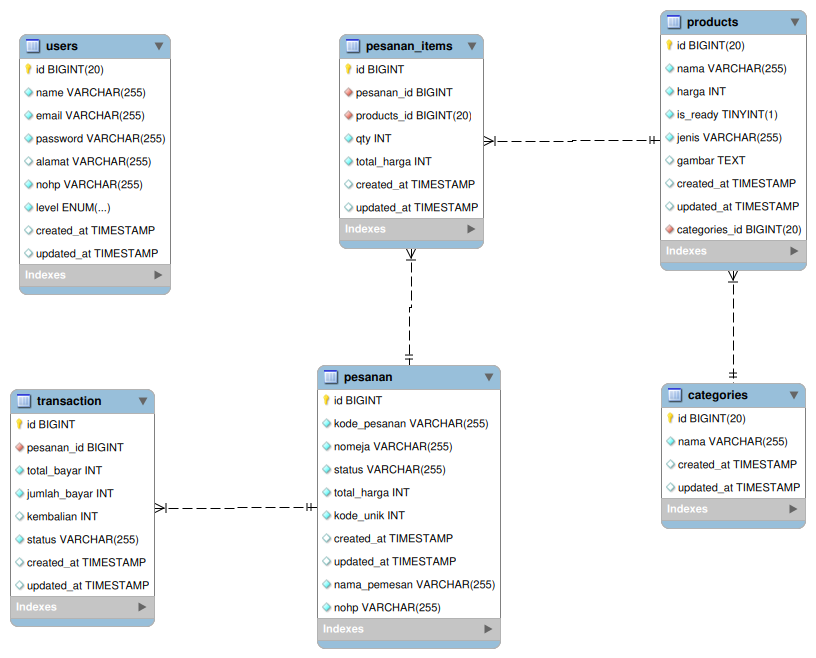 users
id BIGINT(20)
name VARCHAR(255)
email VARCHAR(255)
password VARCHAR(255)
alamat VARCHAR(255)
nohp VARCHAR(255)
level ENUM(...)
created_at TIMESTAMP
updated_at TIMESTAMP
Indexes
pesanan_items
id BIGINT
pesanan_id BIGINT
products_id BIGINT(20)
qty INT
total_harga INT
created_at TIMESTAMP
updated_at TIMESTAMP
Indexes
products
id BIGINT(20)
nama VARCHAR(255)
harga INT
is_ready TINYINT(1)
jenis VARCHAR(255)
gambar TEXT
created_at TIMESTAMP
updated_at TIMESTAMP
categories_id BIGINT(20)
Indexes
transaction
id BIGINT
pesanan_id BIGINT
total_bayar INT
jumlah_bayar INT
kembalian INT
status VARCHAR(255)
created_at TIMESTAMP
updated_at TIMESTAMP
Indexes
pesanan
id BIGINT
kode_pesanan VARCHAR(255)
nomeja VARCHAR(255)
status VARCHAR(255)
total_harga INT
kode_unik INT
created_at TIMESTAMP
updated_at TIMESTAMP
nama_pemesan VARCHAR(255)
nohp VARCHAR(255)
Indexes
categories
id BIGINT(20)
nama VARCHAR(255)
created_at TIMESTAMP
updated_at TIMESTAMP
Indexes